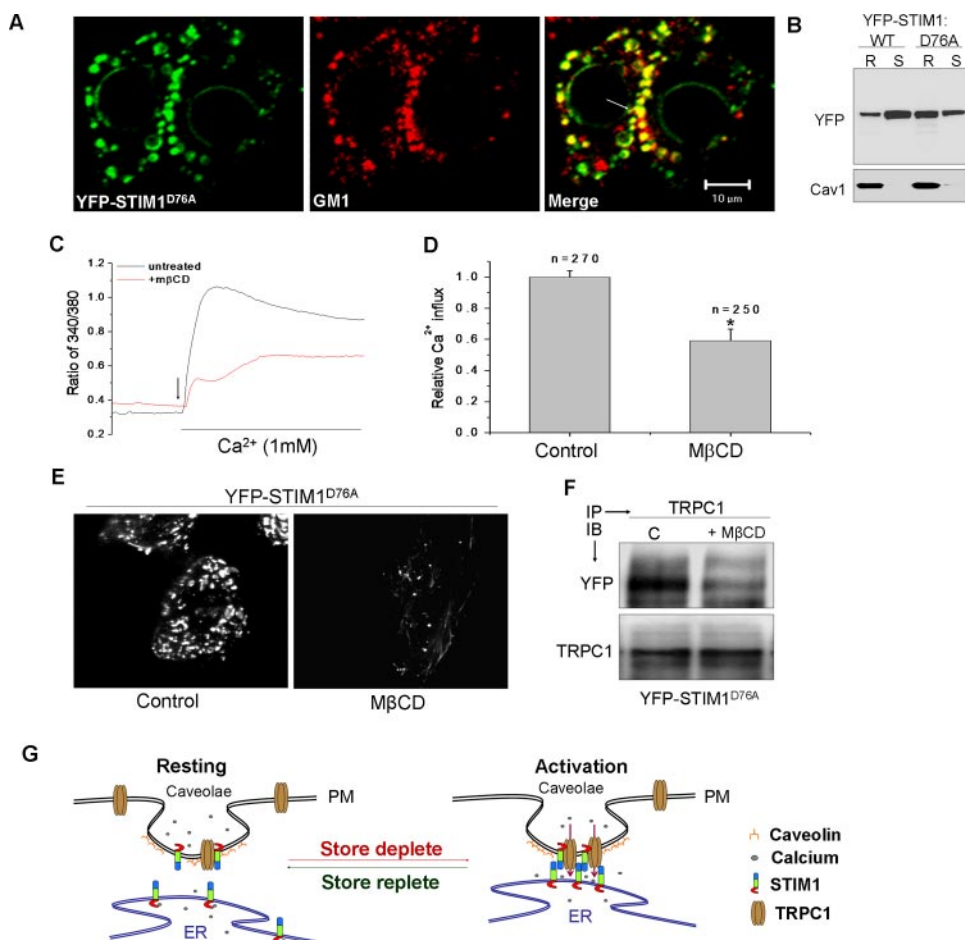 A
YFP-STIM1D76A
GM1
Merge
10 µm
B
YFP-STIM1:
WT D76A
R S R S
YFP
Cav1
C
untreated
+mβCD
Ratio of 340/380
1.2
1.0
0.8
0.6
0.4
0.2
Ca2+ (1mM)
D
Relative Ca2+ influx
1.0
0.8
0.6
0.4
0.2
0.0
n=270
n=250
*
Control
MβCD
E
YFP-STIM1D76A
Control
MβCD
F
IP
TRPC1
IB
C + MβCD
YFP
TRPC1
YFP-STIM1D76A
G
Resting
Caveolae
PM
ER
Store deplete
Store replete
Activation
Caveolae
PM
ER
Caveolin
Calcium
STIM1
TRPC1